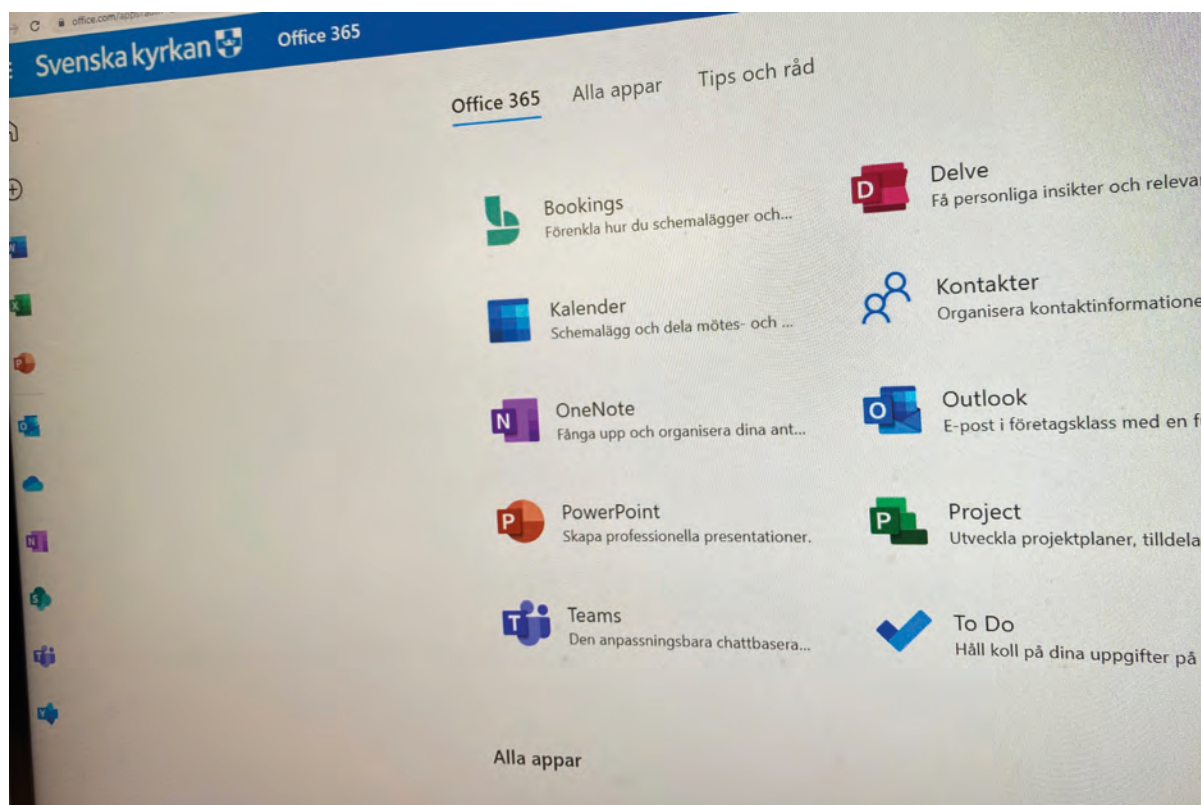 office.com/apps
Svenska kyrkan Office 365
Office 365 Alla appar Tips och råd
Bookings
Förenkla hur du schemalägger och...
Delve
Få personliga insikter och
Kalender
Schemalägg och dela mötes- och ...
Kontakter
Organisera
OneNote
Fånga upp och organisera dina ant...
Outlook
E-post i företagsklass med en
PowerPoint
Skapa professionella presentationer.
Project
Utveckla projektplaner, tilldela
Teams
Den anpassningsbara chattbasera...
To Do
Håll koll på dina uppgifter på
Alla appar